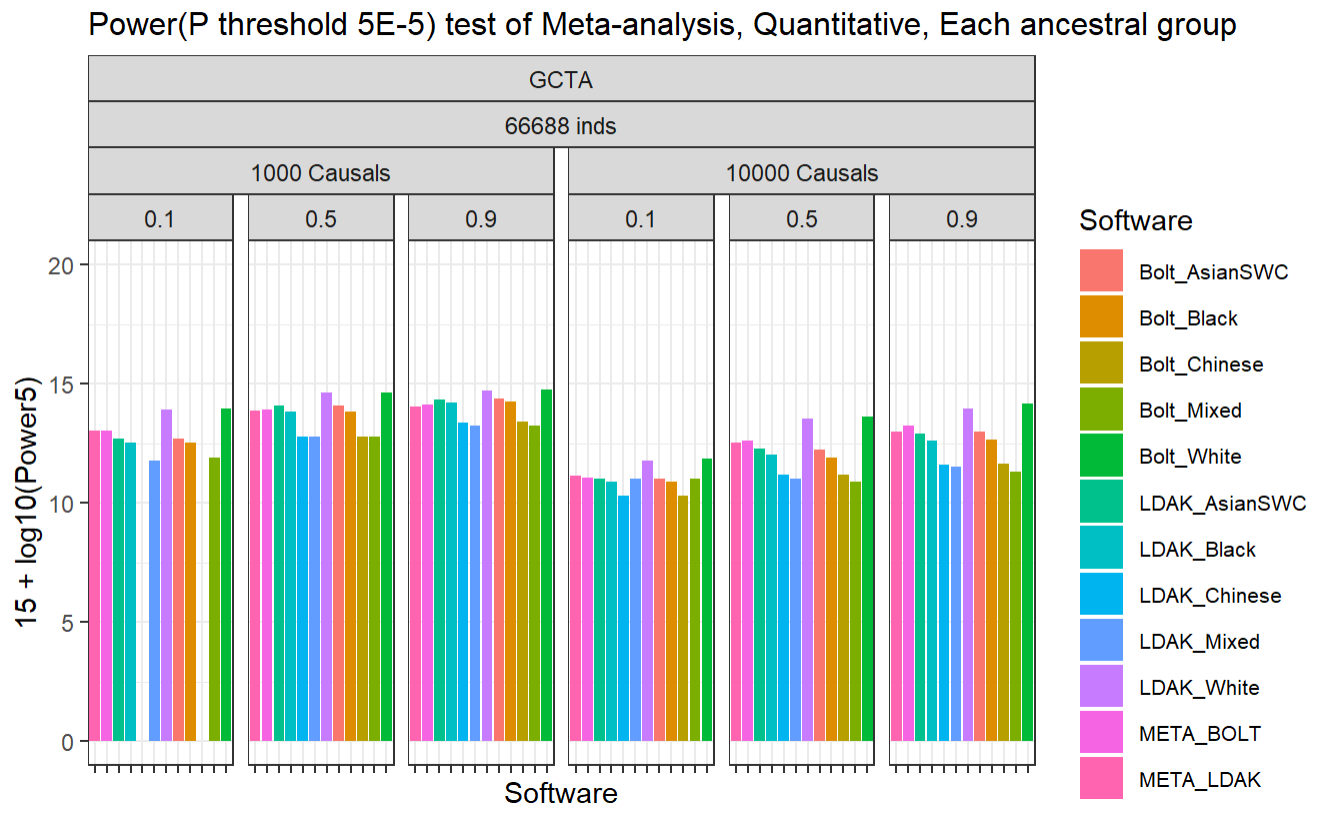 Power(P threshold 5E-5) test of Meta-analysis, Quantitative, Each ancestral group
GCTA
66688 inds
1000 Causals
10000 Causals
0.1
0.5
0.9
0.1
0.5
0.9
20
15
10
5
0
15 + log10(Power5)
Software
Software
Bolt_AsianSWC
Bolt_Black
Bolt_Chinese
Bolt_Mixed
Bolt_White
LDAK_AsianSWC
LDAK_Black
LDAK_Chinese
LDAK_Mixed
LDAK_White
META_BOLT
META_LDAK